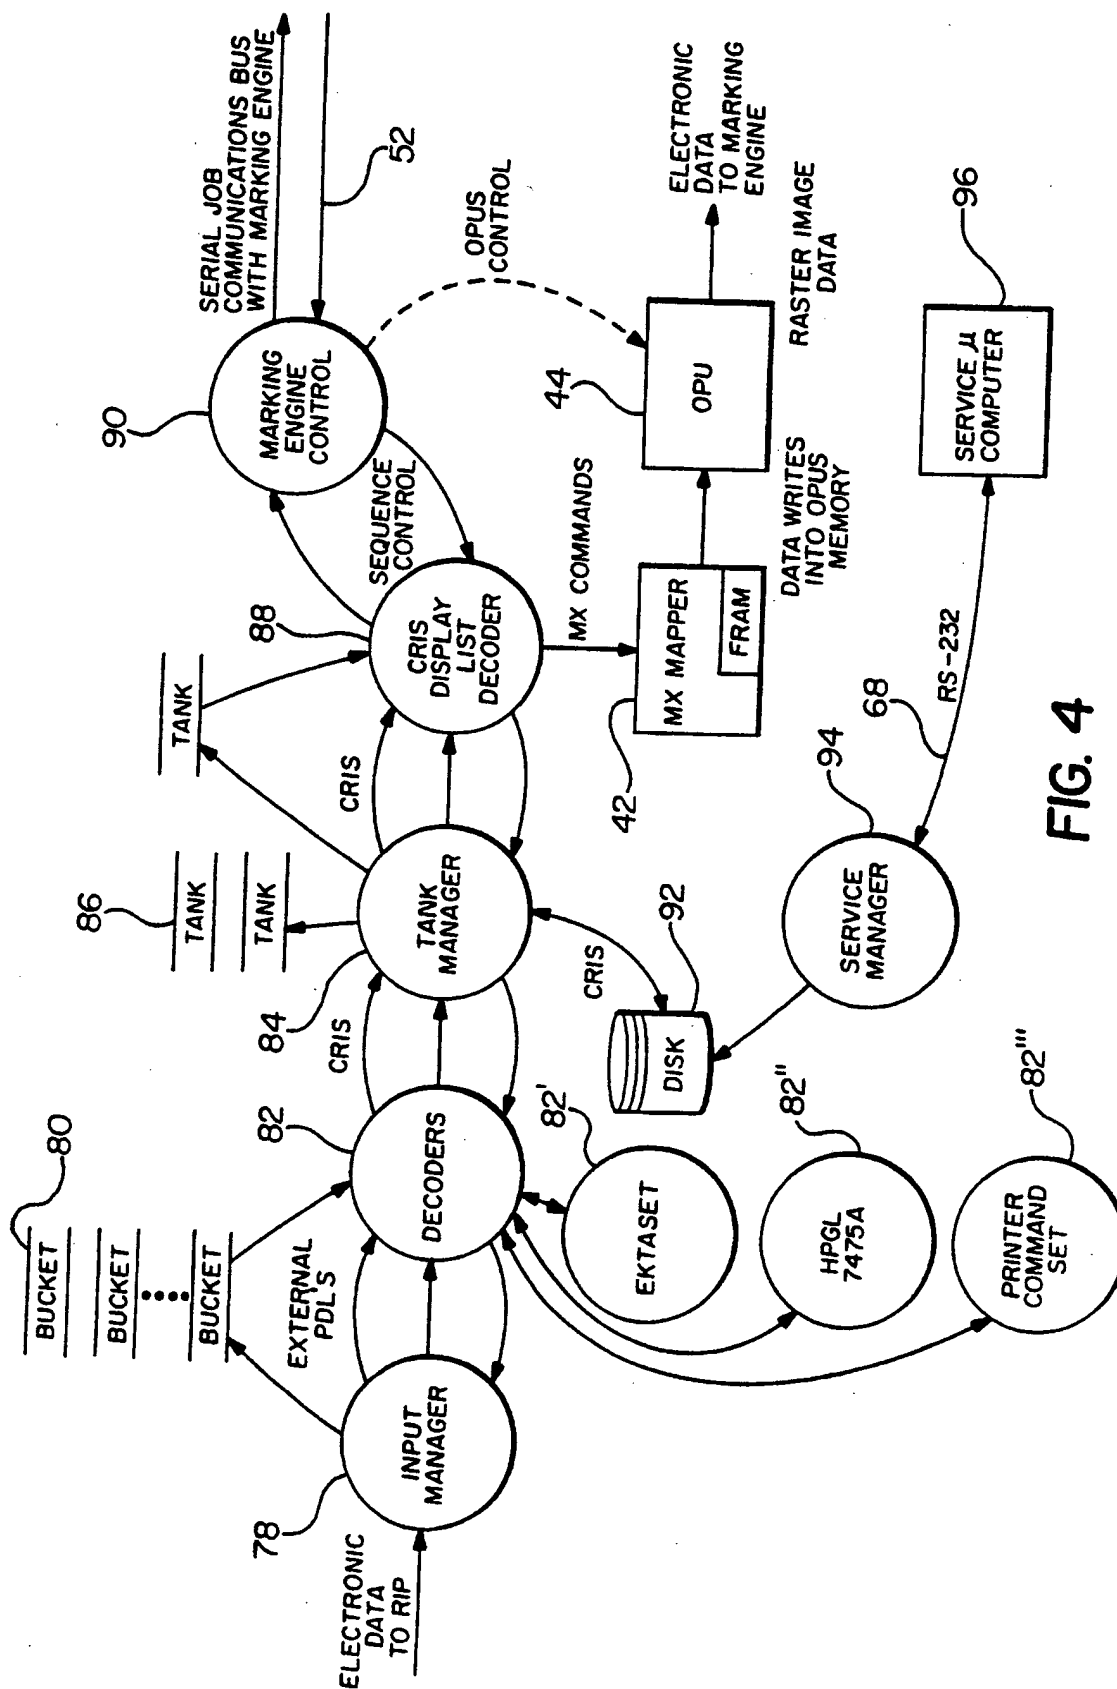 SERIAL JOB
COMMUNICATIONS BUS
WITH MARKING ENGINE
52
90
MARKING
ENGINE
CONTROL
OPUS
CONTROL
SEQUENCE
CONTROL
88
CRIS
DISPLAY
LIST
DECODER
TANK
CRIS
86
TANK
TANK
84
TANK
MANAGER
CRIS
82
DECODERS
80
BUCKET
BUCKET
BUCKET
EXTERNAL
PDL'S
78
INPUT
MANAGER
ELECTRONIC
DATA
TO RIP
MX COMMANDS
42
MX MAPPER
FRAM
DATA WRITES
INTO OPUS
MEMORY
44
OPU
ELECTRONIC
DATA
TO MARKING
ENGINE
RASTER IMAGE
DATA
CRIS
92
DISK
82'
EKTASET
82"
HPGL
7475A
82'''
PRINTER
COMMAND
SET
94
SERVICE
MANAGER
68
RS-232
96
SERVICE μ
COMPUTER
FIG. 4